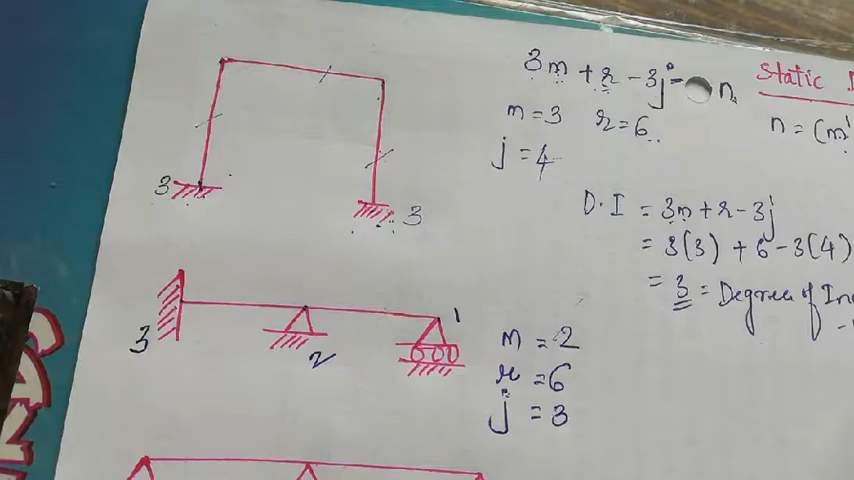 3m + r - 3j = n
Static
m = 3 r = 6
n = (m
j = 4
3
3
D.I = 3m + r - 3j
= 3(3) + 6 - 3(4)
= 3 = Degree of
1
3
2
m = 2
r = 6
j = 3